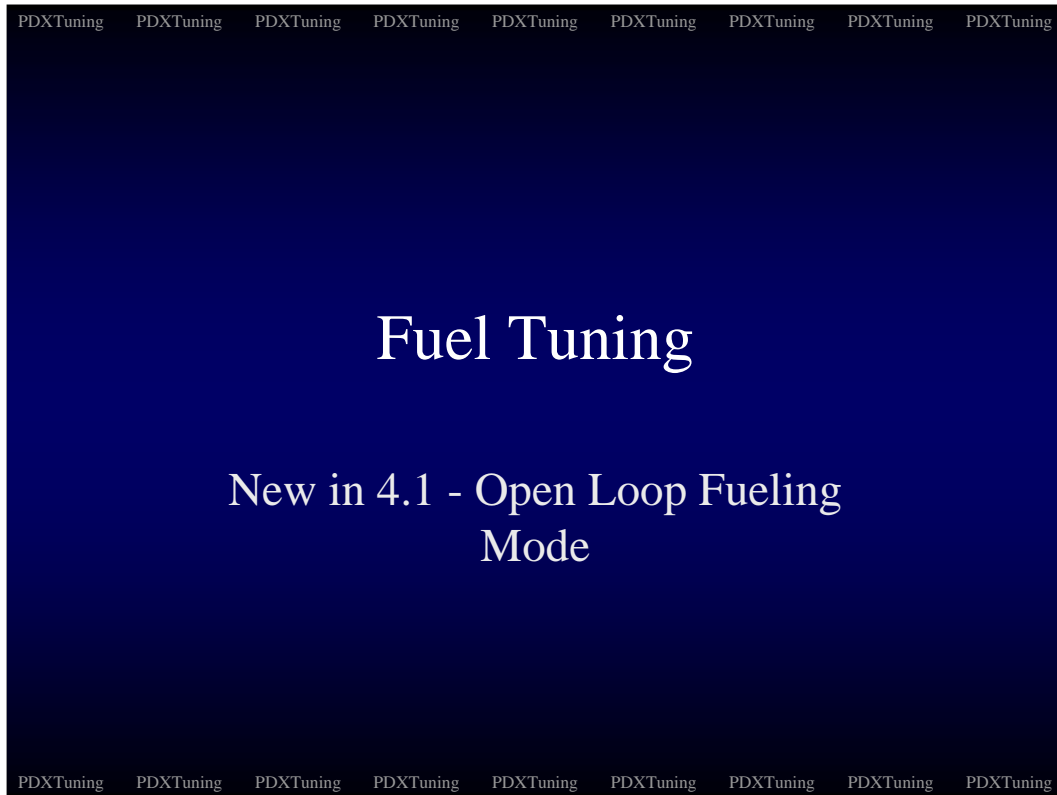 PDXTuning PDXTuning PDXTuning PDXTuning PDXTuning PDXTuning PDXTuning PDXTuning PDXTuning
Fuel Tuning
New in 4.1 - Open Loop Fueling
Mode
PDXTuning PDXTuning PDXTuning PDXTuning PDXTuning PDXTuning PDXTuning PDXTuning PDXTuning